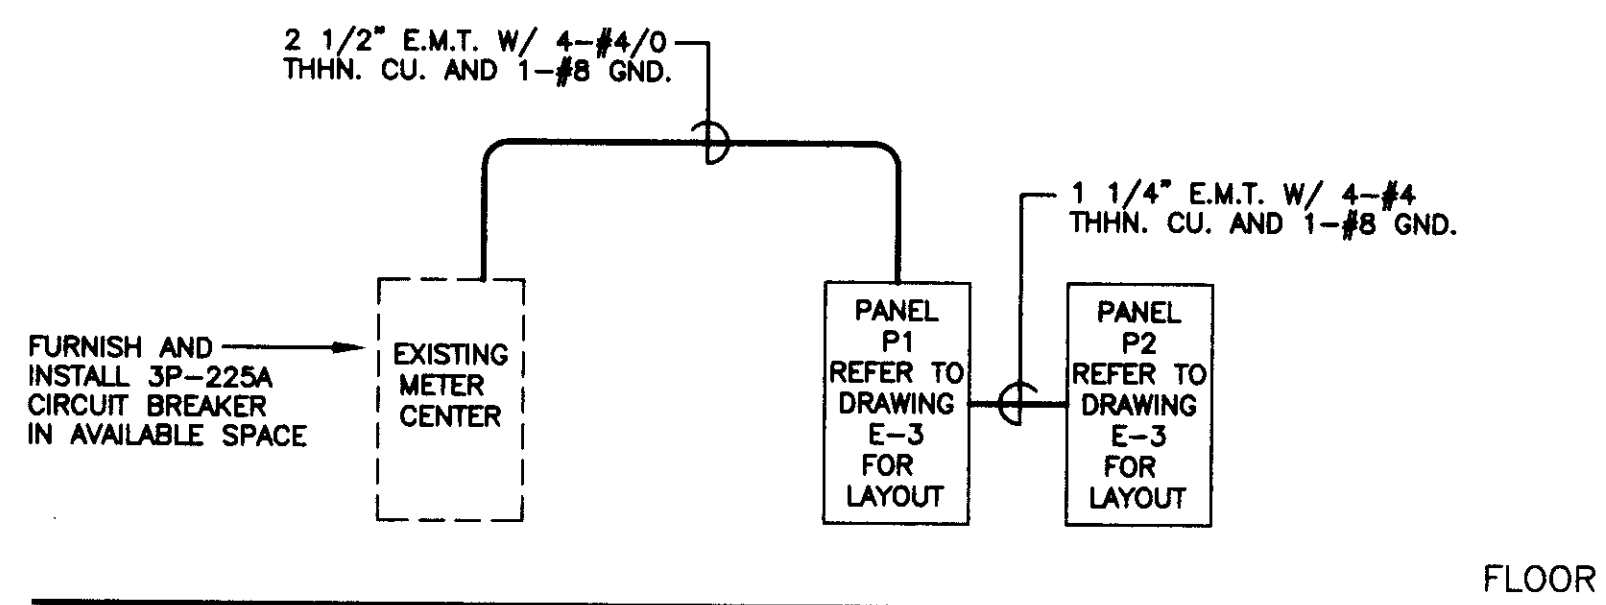 2 1/2" E.M.T. W/ 4-#4/0
THHN. CU. AND 1-#8 GND.
1 1/4" E.M.T. W/ 4-#4
THHN. CU. AND 1-#8 GND.
FURNISH AND
INSTALL 3P-225A
CIRCUIT BREAKER
IN AVAILABLE SPACE
EXISTING
METER
CENTER
PANEL
P1
REFER TO
DRAWING
E-3
FOR
LAYOUT
PANEL
P2
REFER TO
DRAWING
E-3
FOR
LAYOUT
FLOOR